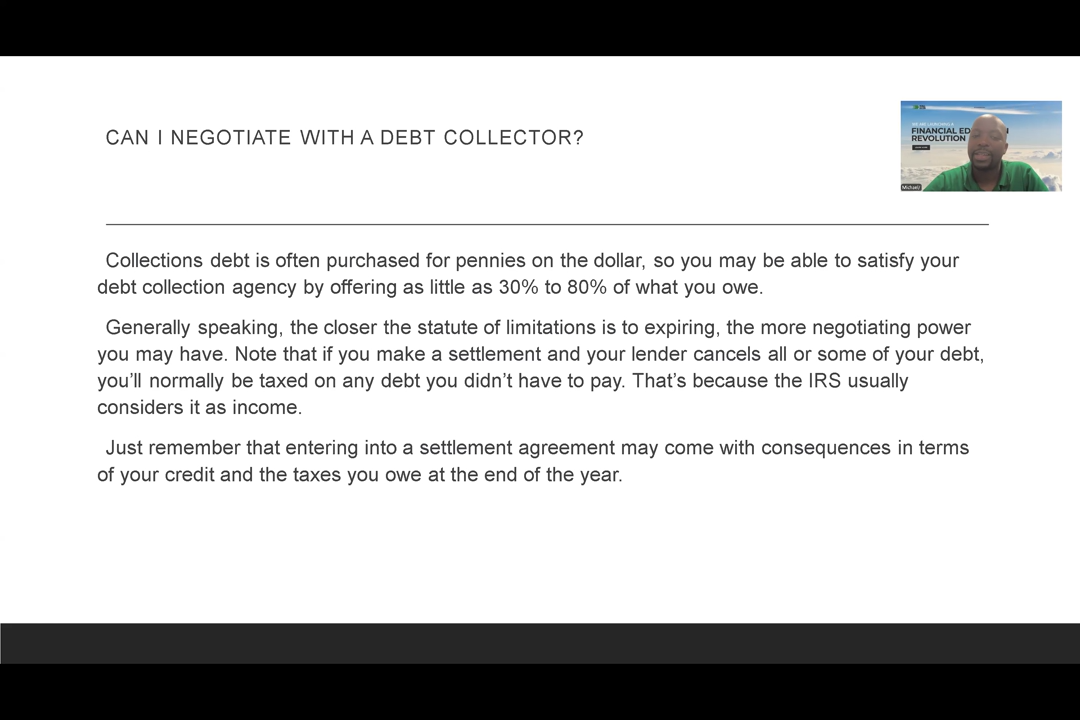 CAN I NEGOTIATE WITH A DEBT COLLECTOR?
WE ARE LAUNCHING A
FINANCIAL ED
REVOLUTION
Michael
Collections debt is often purchased for pennies on the dollar, so you may be able to satisfy your
debt collection agency by offering as little as 30% to 80% of what you owe.
Generally speaking, the closer the statute of limitations is to expiring, the more negotiating power
you may have. Note that if you make a settlement and your lender cancels all or some of your debt,
you’ll normally be taxed on any debt you didn’t have to pay. That’s because the IRS usually
considers it as income.
Just remember that entering into a settlement agreement may come with consequences in terms
of your credit and the taxes you owe at the end of the year.